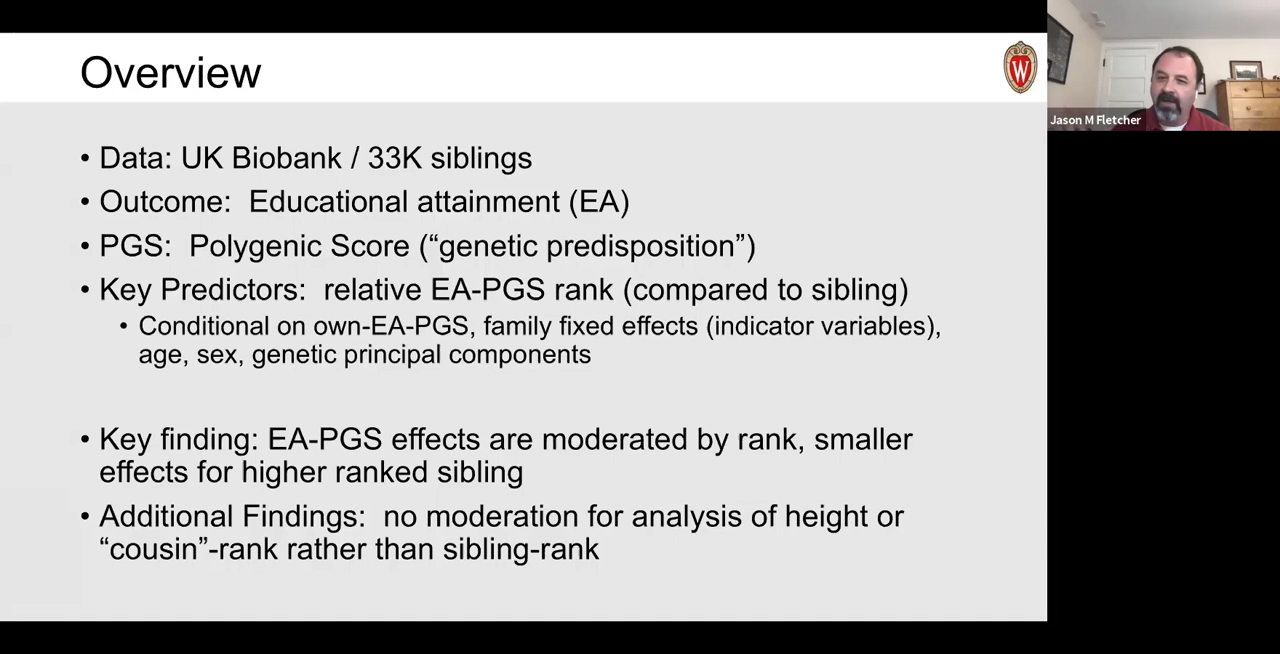 Overview
W
Jason M Fletcher
• Data: UK Biobank / 33K siblings
• Outcome:  Educational attainment (EA)
• PGS:  Polygenic Score (“genetic predisposition”)
• Key Predictors:  relative EA-PGS rank (compared to sibling)
• Conditional on own-EA-PGS, family fixed effects (indicator variables),
age, sex, genetic principal components
• Key finding: EA-PGS effects are moderated by rank, smaller
effects for higher ranked sibling
• Additional Findings:  no moderation for analysis of height or
“cousin”-rank rather than sibling-rank